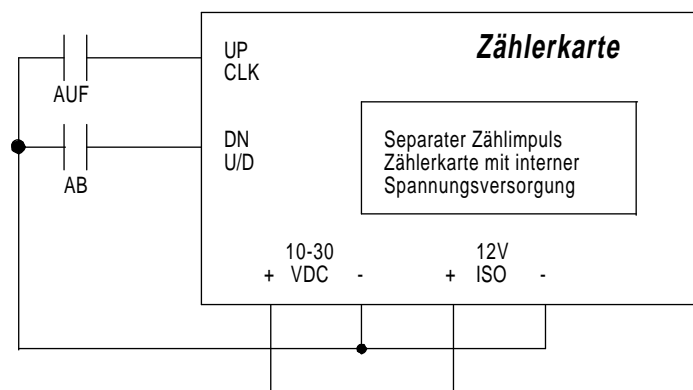 Zählerkarte
UP
CLK
AUF
DN
U/D
AB
Separater Zählimpuls
Zählerkarte mit interner
Spannungsversorgung
10-30
12V
+ VDC - + ISO -